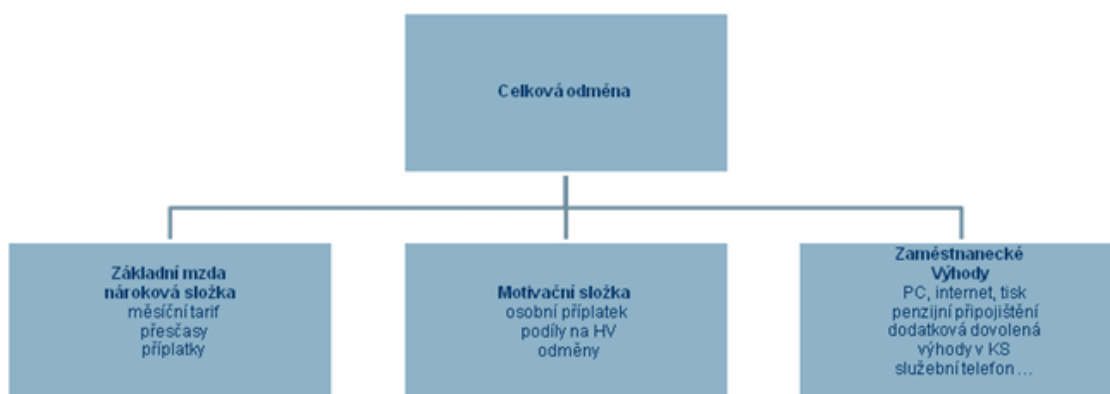 Celková odměna
Základní mzda
nároková složka
měsíční tarif
přesčasy
příplatky
Motivační složka
osobní příplatek
podíly na HV
odměny
Zaměstnanecké
Výhody
PC, internet, tisk
penzijní připojištění
dodatková dovolená
výhody v KS
služební telefon ...